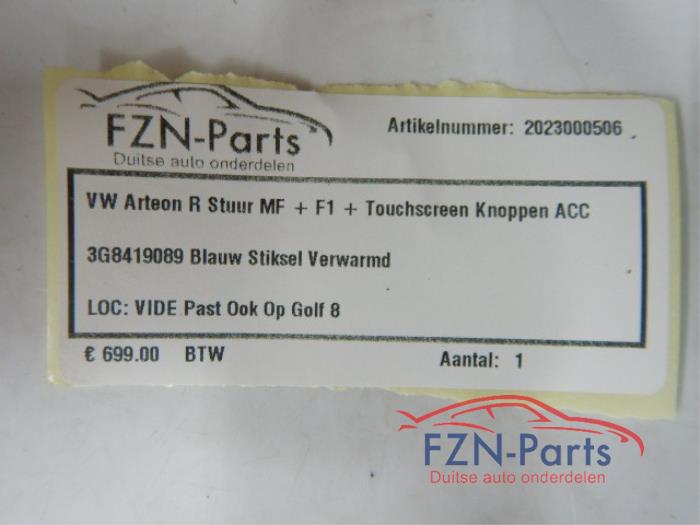 FZN-Parts
Duitse auto onderdelen
Artikelnummer: 2023000506
VW Arteon R Stuur MF + F1 + Touchscreen Knoppen ACC
3G8419089 Blauw Stiksel Verwarmd
LOC: VIDE Past Ook Op Golf 8
€ 699.00 BTW
Aantal: 1
FZN-Parts
Duitse auto onderdelen